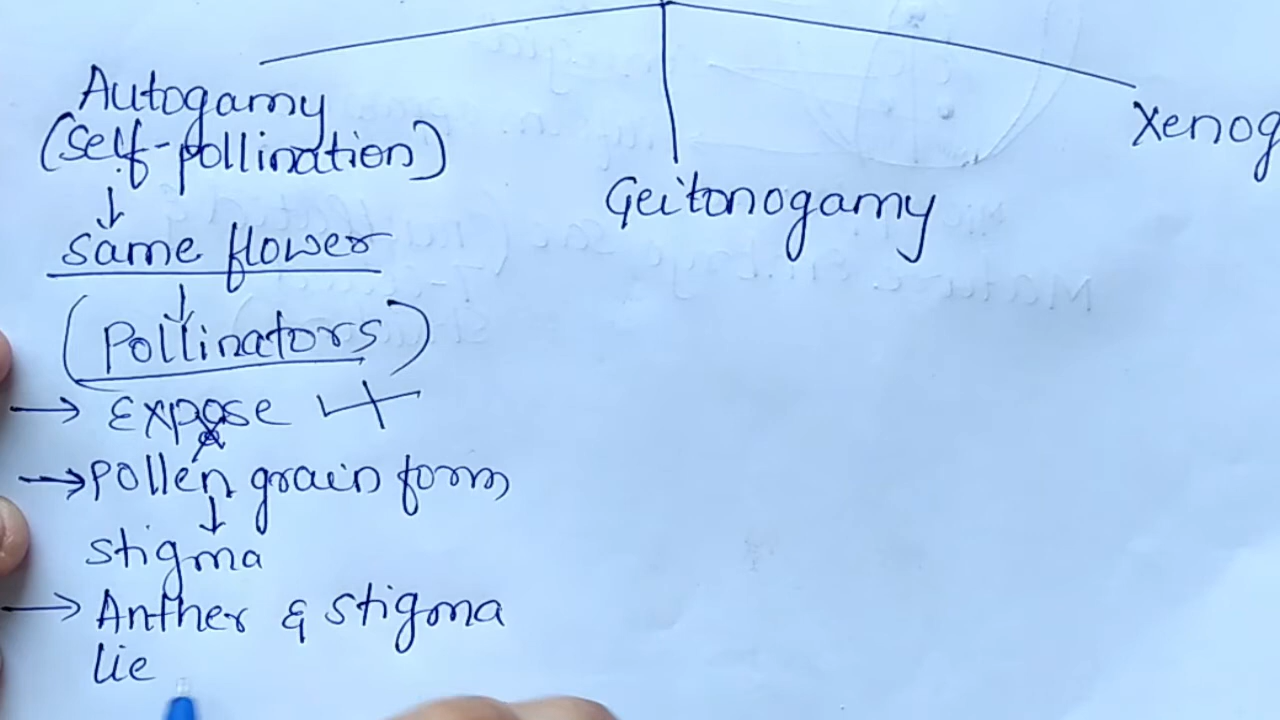 Autogamy
(self-pollination)
same flower
(Pollinators)
→ Expose
→ Pollen grain form
stigma
→ Anther & stigma
lie
Geitonogamy
Xenog